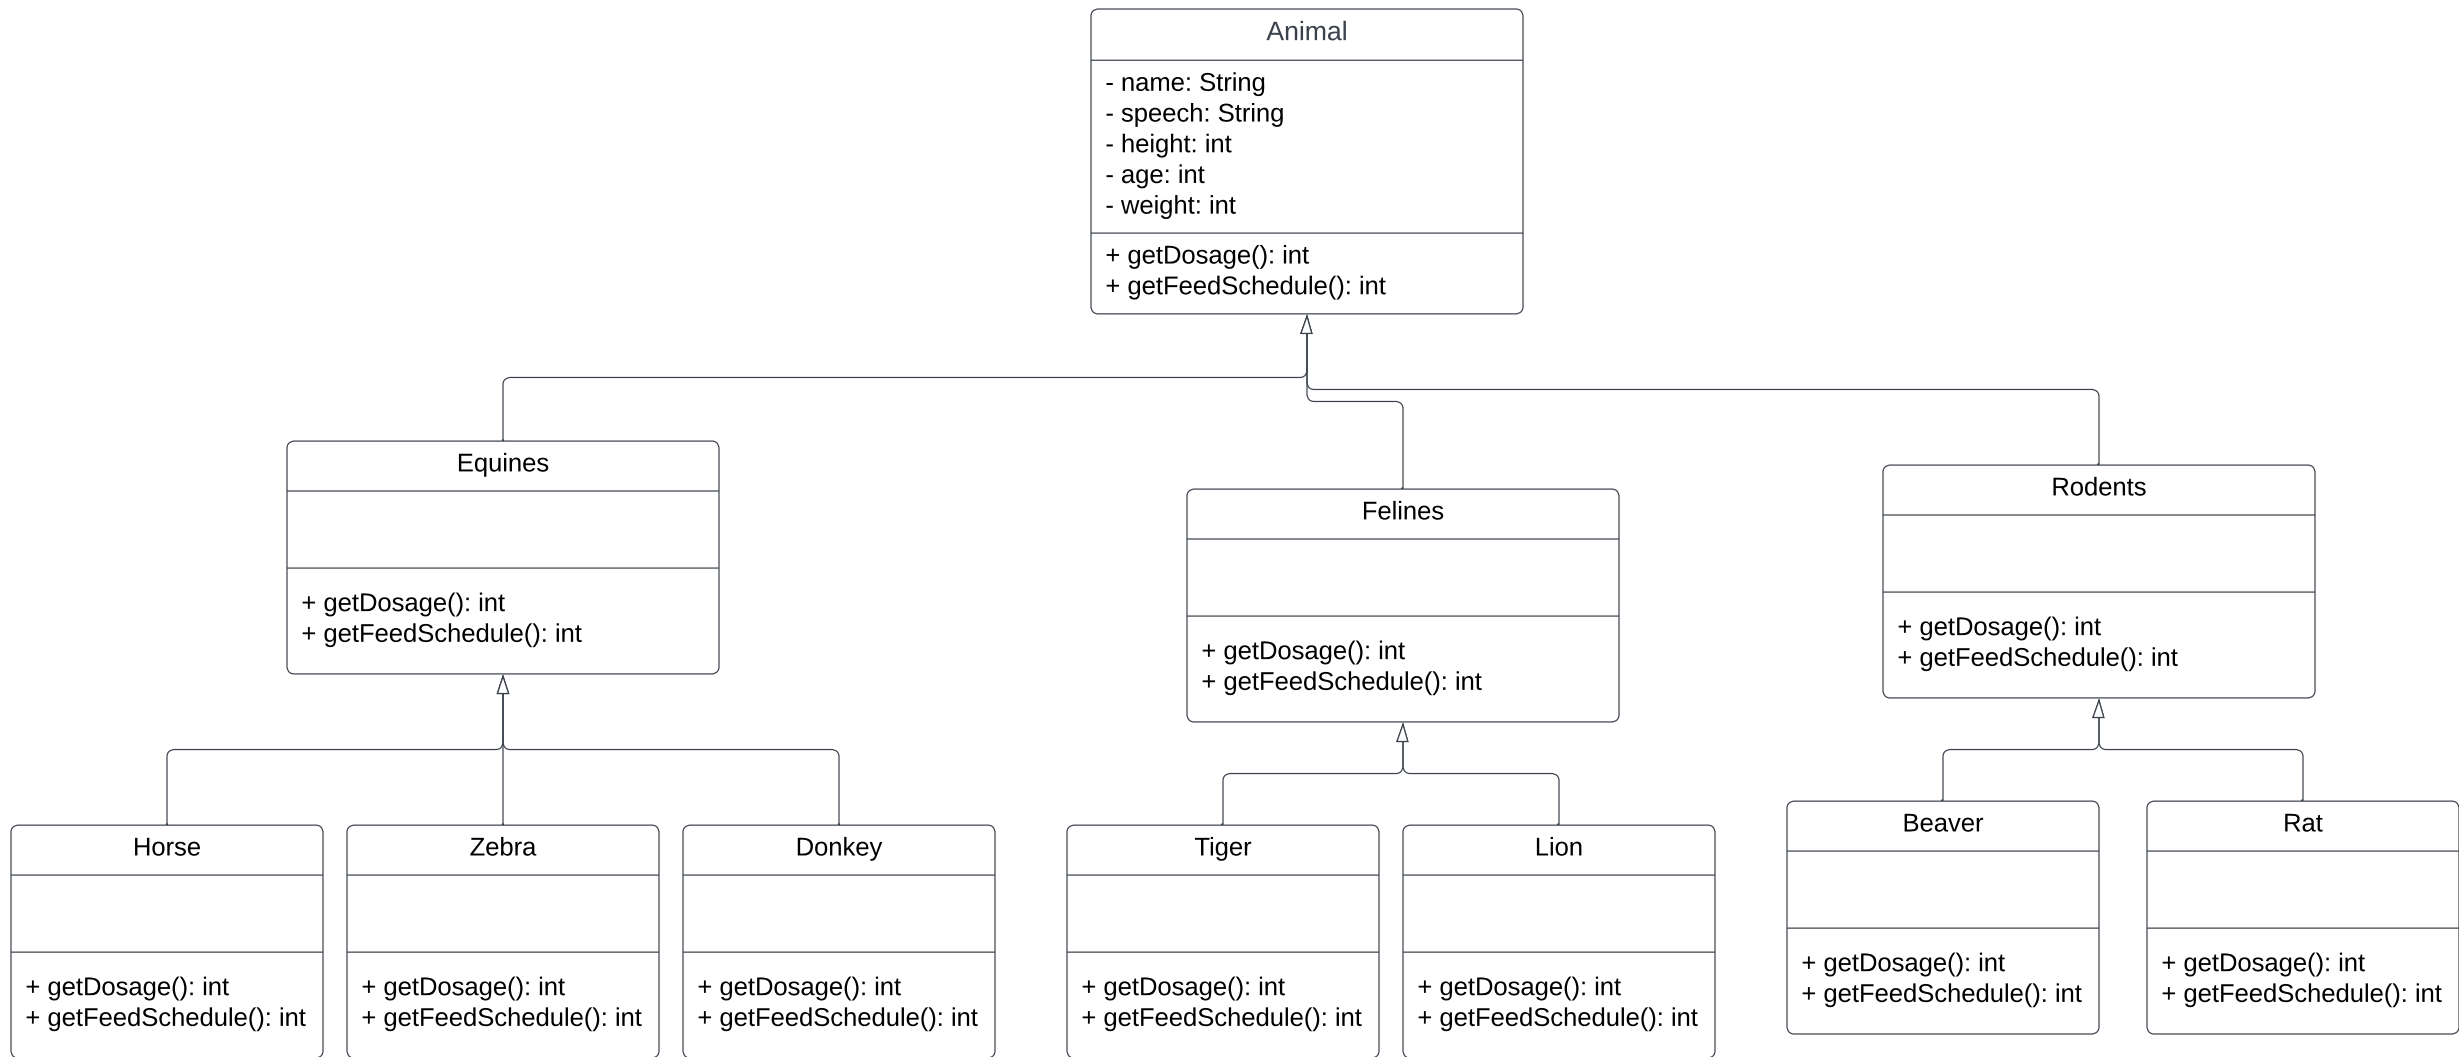 Animal
- name: String
- speech: String
- height: int
- age: int
- weight: int
+ getDosage(): int
+ getFeedSchedule(): int
Equines
+ getDosage(): int
+ getFeedSchedule(): int
Felines
+ getDosage(): int
+ getFeedSchedule(): int
Rodents
+ getDosage(): int
+ getFeedSchedule(): int
Horse
+ getDosage(): int
+ getFeedSchedule(): int
Zebra
+ getDosage(): int
+ getFeedSchedule(): int
Donkey
+ getDosage(): int
+ getFeedSchedule(): int
Tiger
+ getDosage(): int
+ getFeedSchedule(): int
Lion
+ getDosage(): int
+ getFeedSchedule(): int
Beaver
+ getDosage(): int
+ getFeedSchedule(): int
Rat
+ getDosage(): int
+ getFeedSchedule(): int